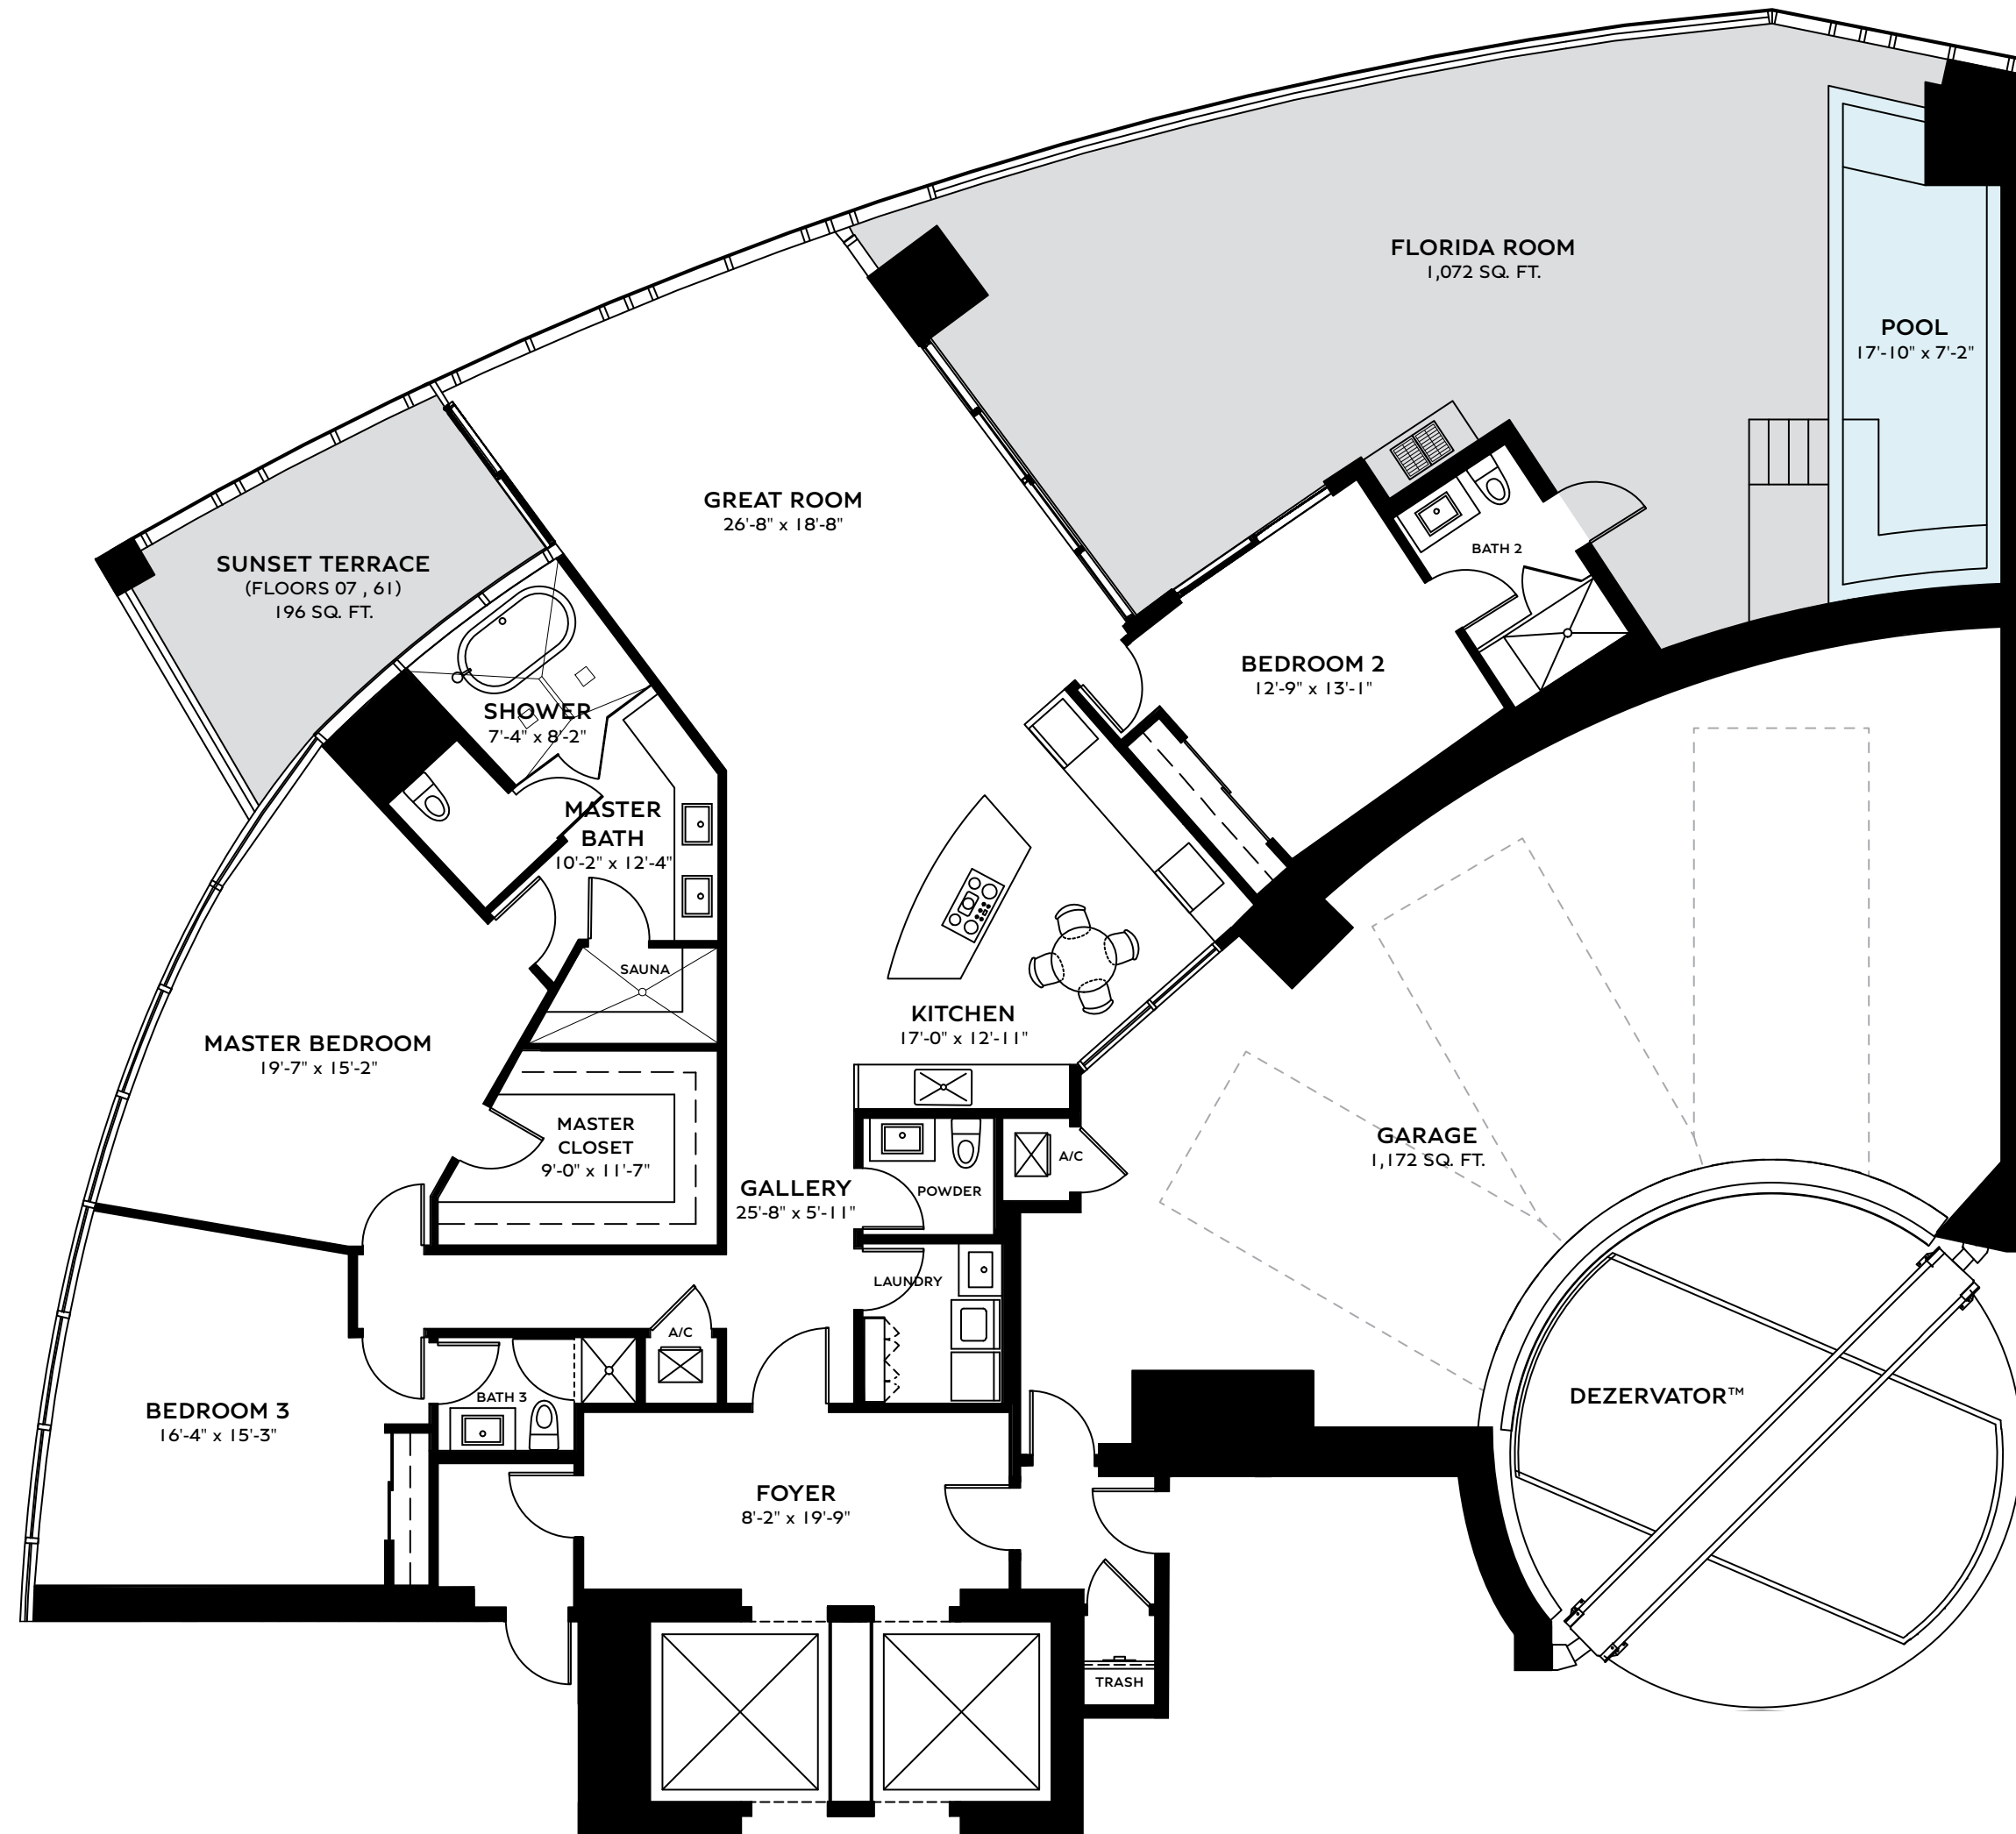 FLORIDA ROOM
1,072 SQ. FT.
POOL
17'-10" x 7'-2"
GREAT ROOM
26'-8" x 18'-8"
SUNSET TERRACE
(FLOORS 07 , 61)
196 SQ. FT.
BATH 2
BEDROOM 2
12'-9" x 13'-1"
SHOWER
7'-4" x 8'-2"
MASTER
BATH
10'-2" x 12'-4"
SAUNA
KITCHEN
17'-0" x 12'-11"
MASTER BEDROOM
19'-7" x 15'-2"
MASTER
CLOSET
9'-0" x 11'-7"
GARAGE
1,172 SQ. FT.
A/C
GALLERY
25'-8" x 5'-11"
POWDER
LAUNDRY
A/C
BATH 3
DEZERVATOR™
BEDROOM 3
16'-4" x 15'-3"
FOYER
8'-2" x 19'-9"
TRASH